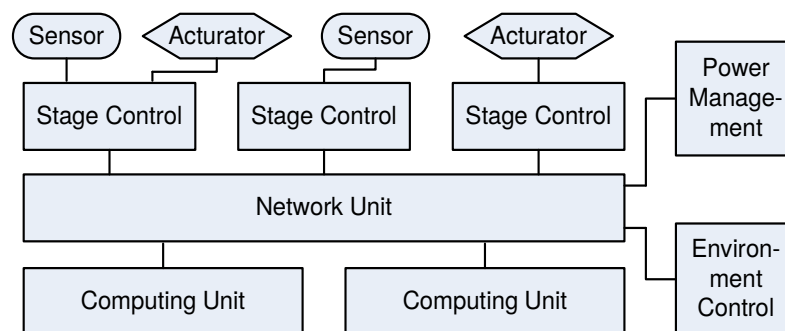 Sensor
Acturator
Sensor
Acturator
Stage Control
Stage Control
Stage Control
Power
Manage-
ment
Network Unit
Environ-
ment
Control
Computing Unit
Computing Unit